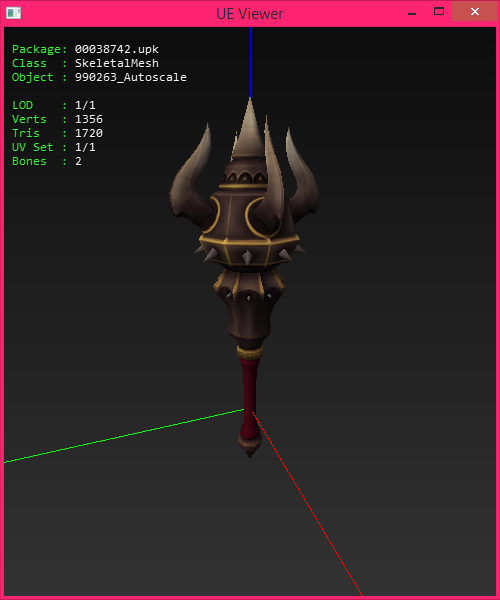 UE Viewer
Package: 00038742.upk
Class : SkeletalMesh
Object : 990263_Autoscale
LOD : 1/1
Verts : 1356
Tris : 1720
UV Set : 1/1
Bones : 2